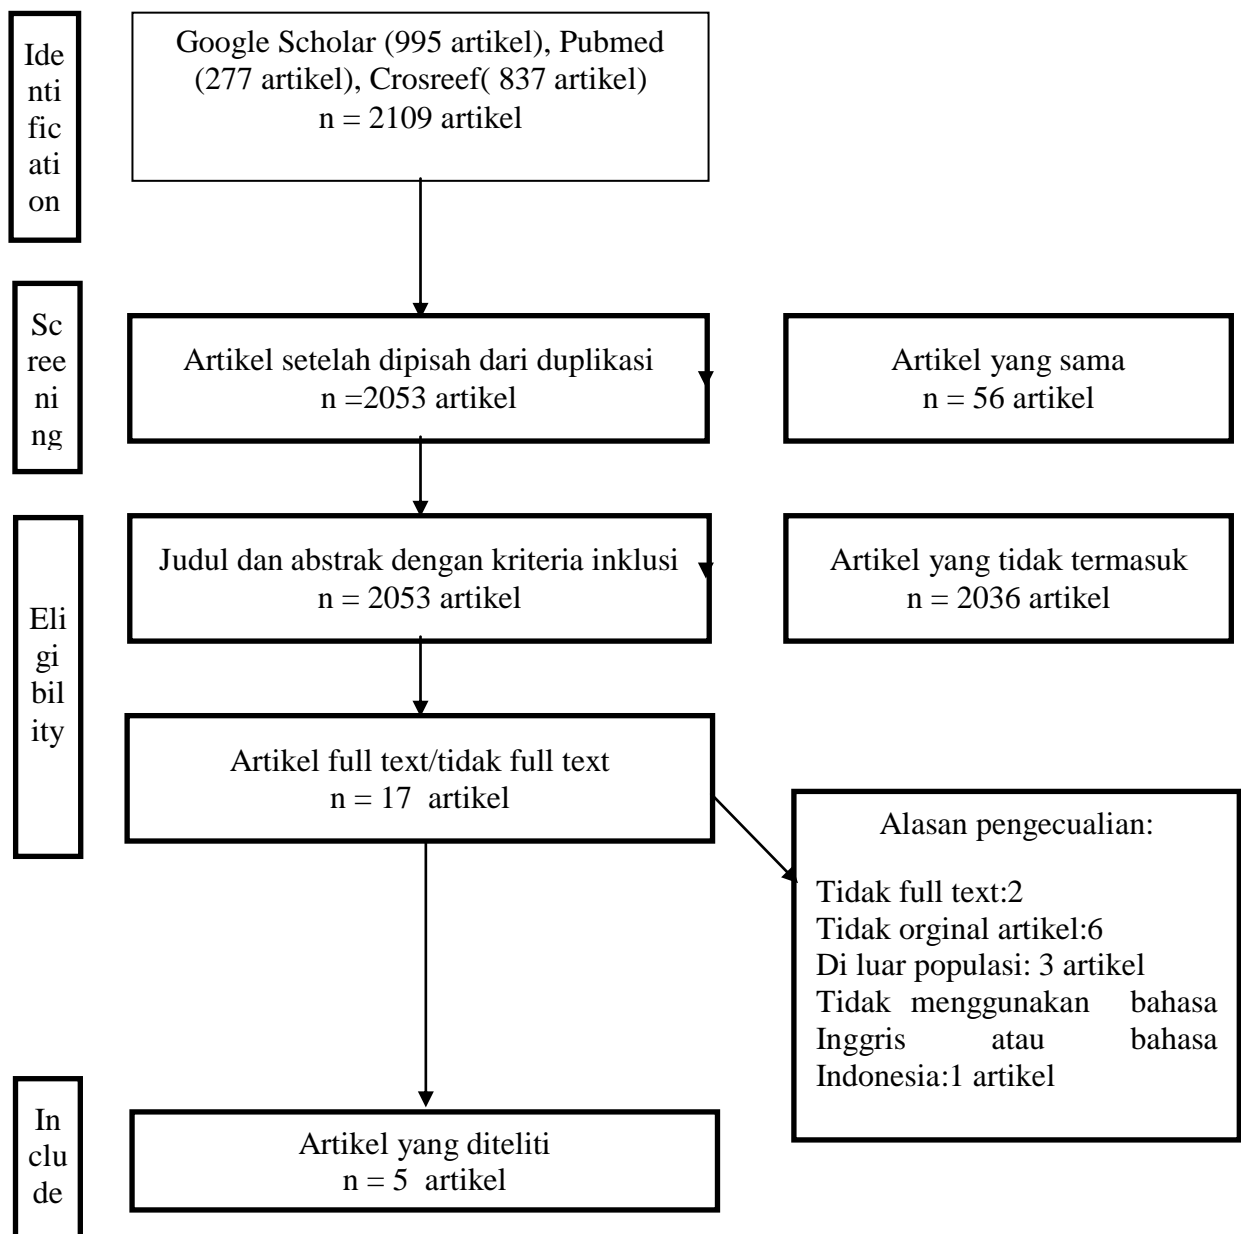 Ide
nti
fic
ati
on
Google Scholar (995 artikel), Pubmed
(277 artikel), Crosreef( 837 artikel)
n = 2109 artikel
Sc
ree
ni
ng
Artikel setelah dipisah dari duplikasi
n =2053 artikel
Artikel yang sama
n = 56 artikel
Eli
gi
bil
ity
Judul dan abstrak dengan kriteria inklusi
n = 2053 artikel
Artikel yang tidak termasuk
n = 2036 artikel
Artikel full text/tidak full text
n = 17 artikel
Alasan pengecualian:
Tidak full text:2
Tidak orginal artikel:6
Di luar populasi: 3 artikel
Tidak menggunakan bahasa
Inggris atau bahasa
Indonesia:1 artikel
In
clu
de
Artikel yang diteliti
n = 5 artikel